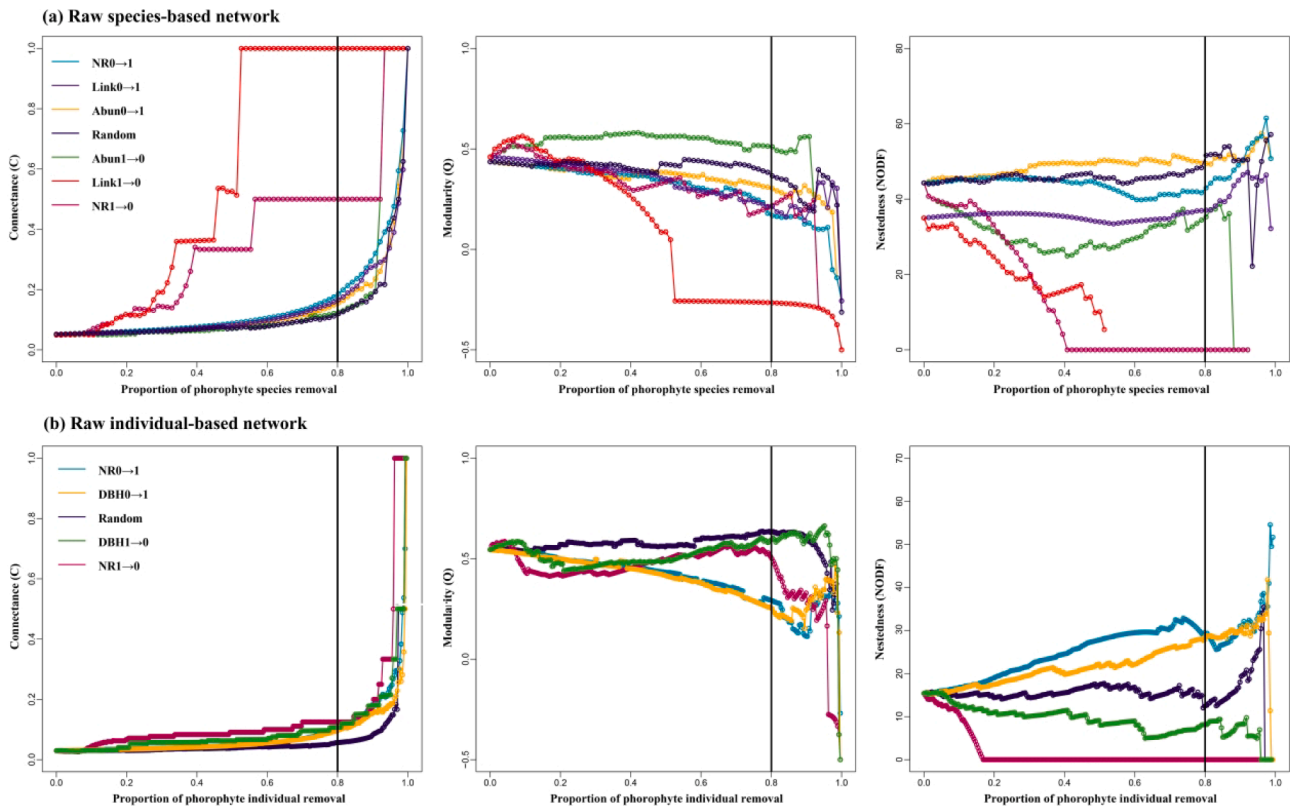 (a) Raw species-based network
Connectance (C)
0.0
0.2
0.4
0.6
0.8
1.0
NR0→1
Link0→1
Abun0→1
Random
Abun1→0
Link1→0
NR1→0
0.0 0.2 0.4 0.6 0.8 1.0
Proportion of phorophyte species removal
Modularity (Q)
−0.5
0.0
0.5
1.0
0.0 0.2 0.4 0.6 0.8 1.0
Proportion of phorophyte species removal
Nestedness (NODF)
0
20
40
60
80
0.0 0.2 0.4 0.6 0.8 1.0
Proportion of phorophyte species removal
(b) Raw individual-based network
Connectance (C)
0.0
0.2
0.4
0.6
0.8
1.0
NR0→1
DBH0→1
Random
DBH1→0
NR1→0
0.0 0.2 0.4 0.6 0.8 1.0
Proportion of phorophyte individual removal
Modularity (Q)
−0.5
0.0
0.5
1.0
0.0 0.2 0.4 0.6 0.8 1.0
Proportion of phorophyte individual removal
Nestedness (NODF)
0
10
20
30
40
50
60
70
0.0 0.2 0.4 0.6 0.8 1.0
Proportion of phorophyte individual removal